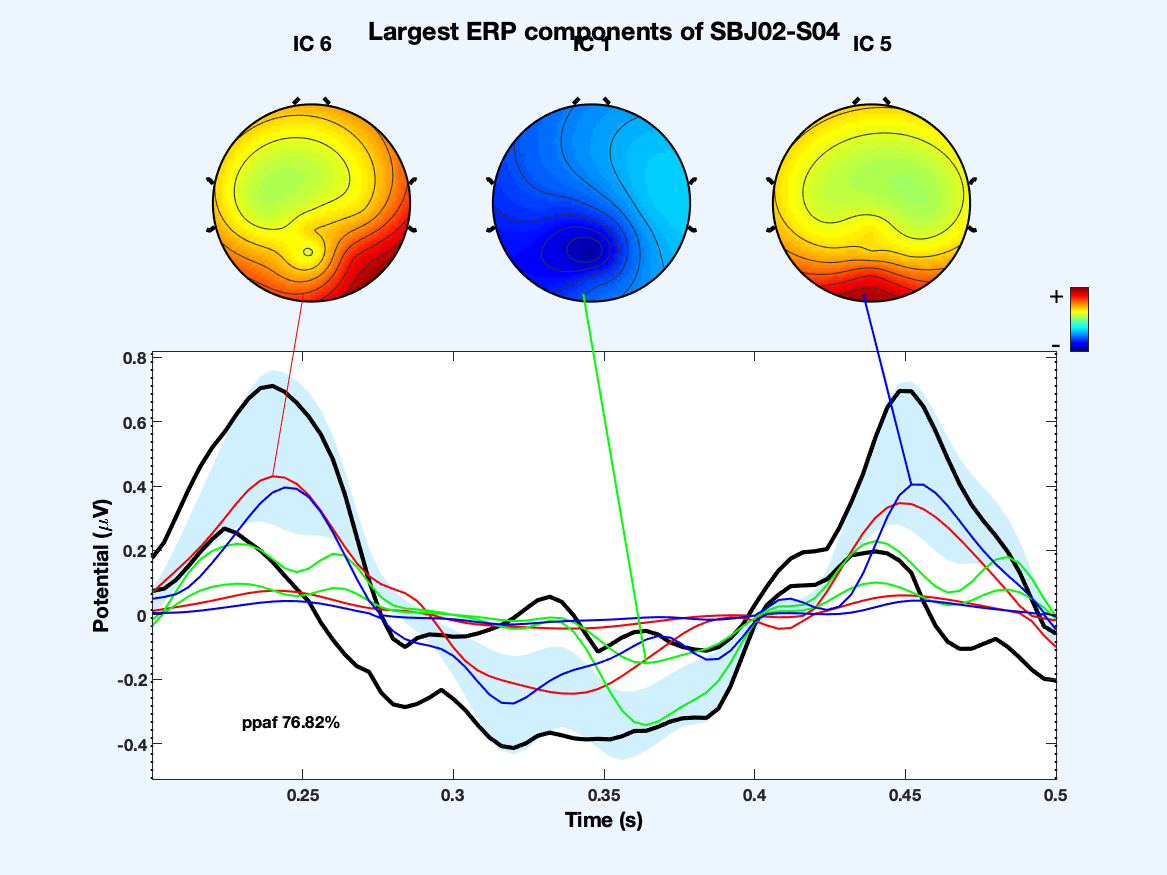 Largest ERP components of SBJ02-S04
IC 6
IC 1
IC 5
+
-
0.8
0.6
0.4
0.2
0
-0.2
-0.4
Potential (μV)
ppaf 76.82%
0.25
0.3
0.35
0.4
0.45
0.5
Time (s)